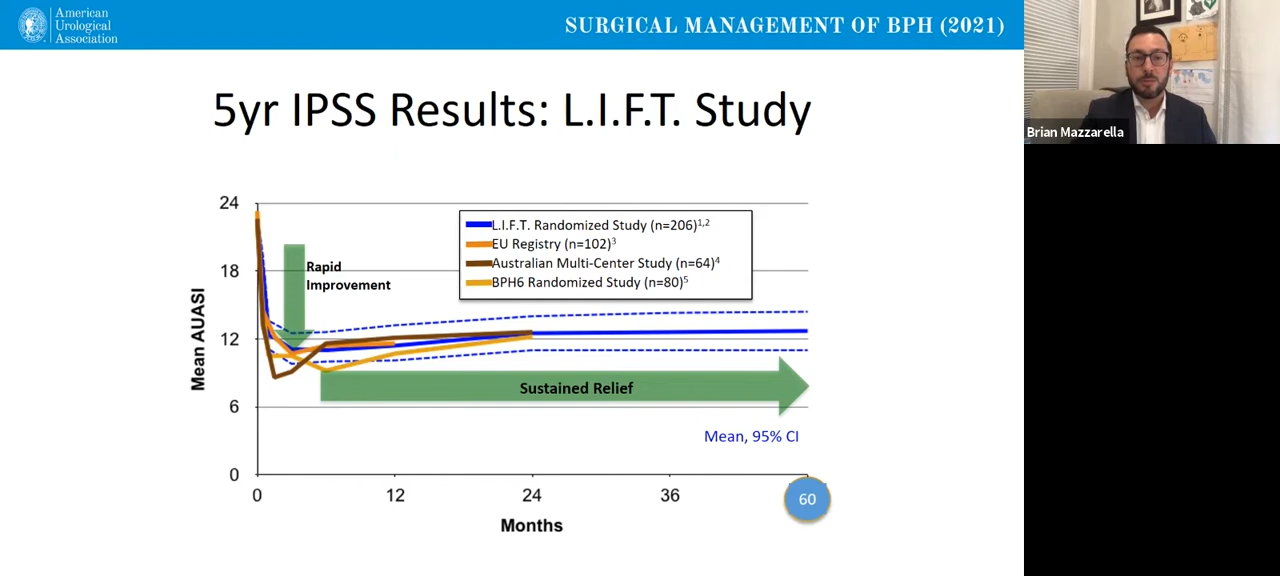 American
Urological
Association
SURGICAL MANAGEMENT OF BPH (2021)
5yr IPSS Results: L.I.F.T. Study
24
18
12
6
0
Mean AUASI
L.I.F.T. Randomized Study (n=206)1,2
EU Registry (n=102)3
Australian Multi-Center Study (n=64)4
BPH6 Randomized Study (n=80)5
Rapid
Improvement
Sustained Relief
Mean, 95% CI
0 12 24 36 60
Months
Brian Mazzarella